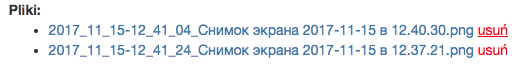 Pliki:
2017_11_15-12_41_04_Снимок экрана 2017-11-15 в 12.40.30.png usuń
2017_11_15-12_41_24_Снимок экрана 2017-11-15 в 12.37.21.png usuń